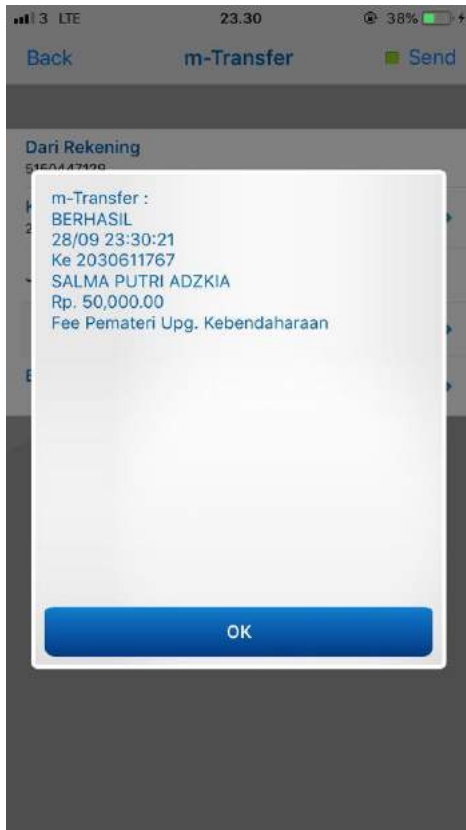 3 LTE 23.30 38%
Back m-Transfer Send
Dari Rekening
m-Transfer :
BERHASIL
28/09 23:30:21
Ke 2030611767
SALMA PUTRI ADZKIA
Rp. 50,000.00
Fee Pemateri Upg. Kebendaharaan
OK